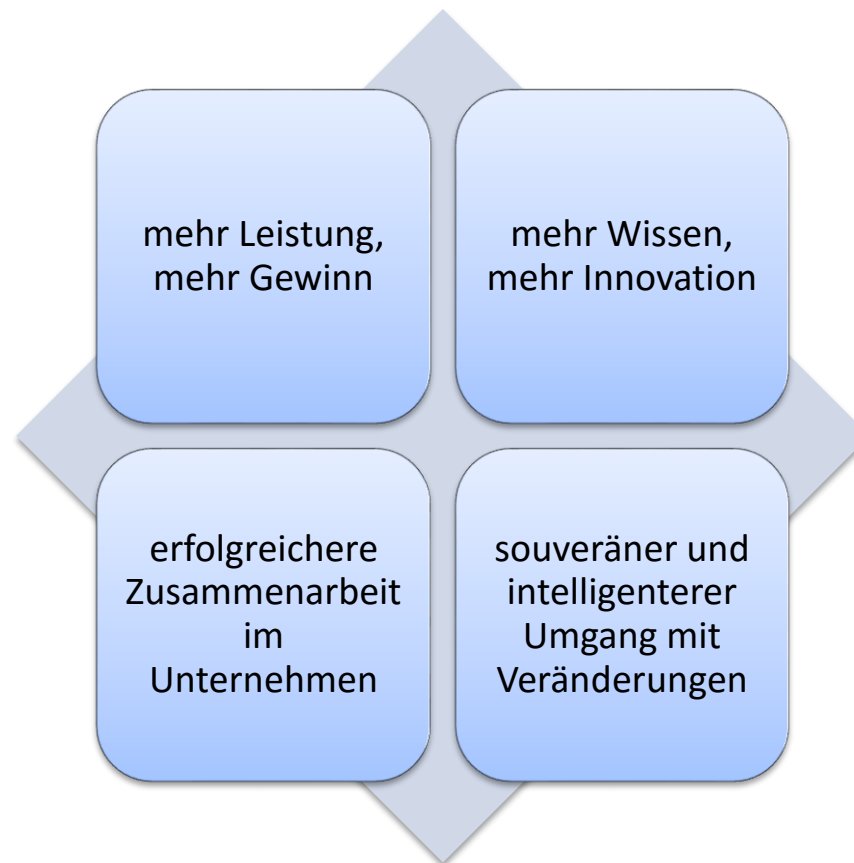 mehr Leistung,
mehr Gewinn
mehr Wissen,
mehr Innovation
erfolgreichere
Zusammenarbeit
im
Unternehmen
souveräner und
intelligenterer
Umgang mit
Veränderungen